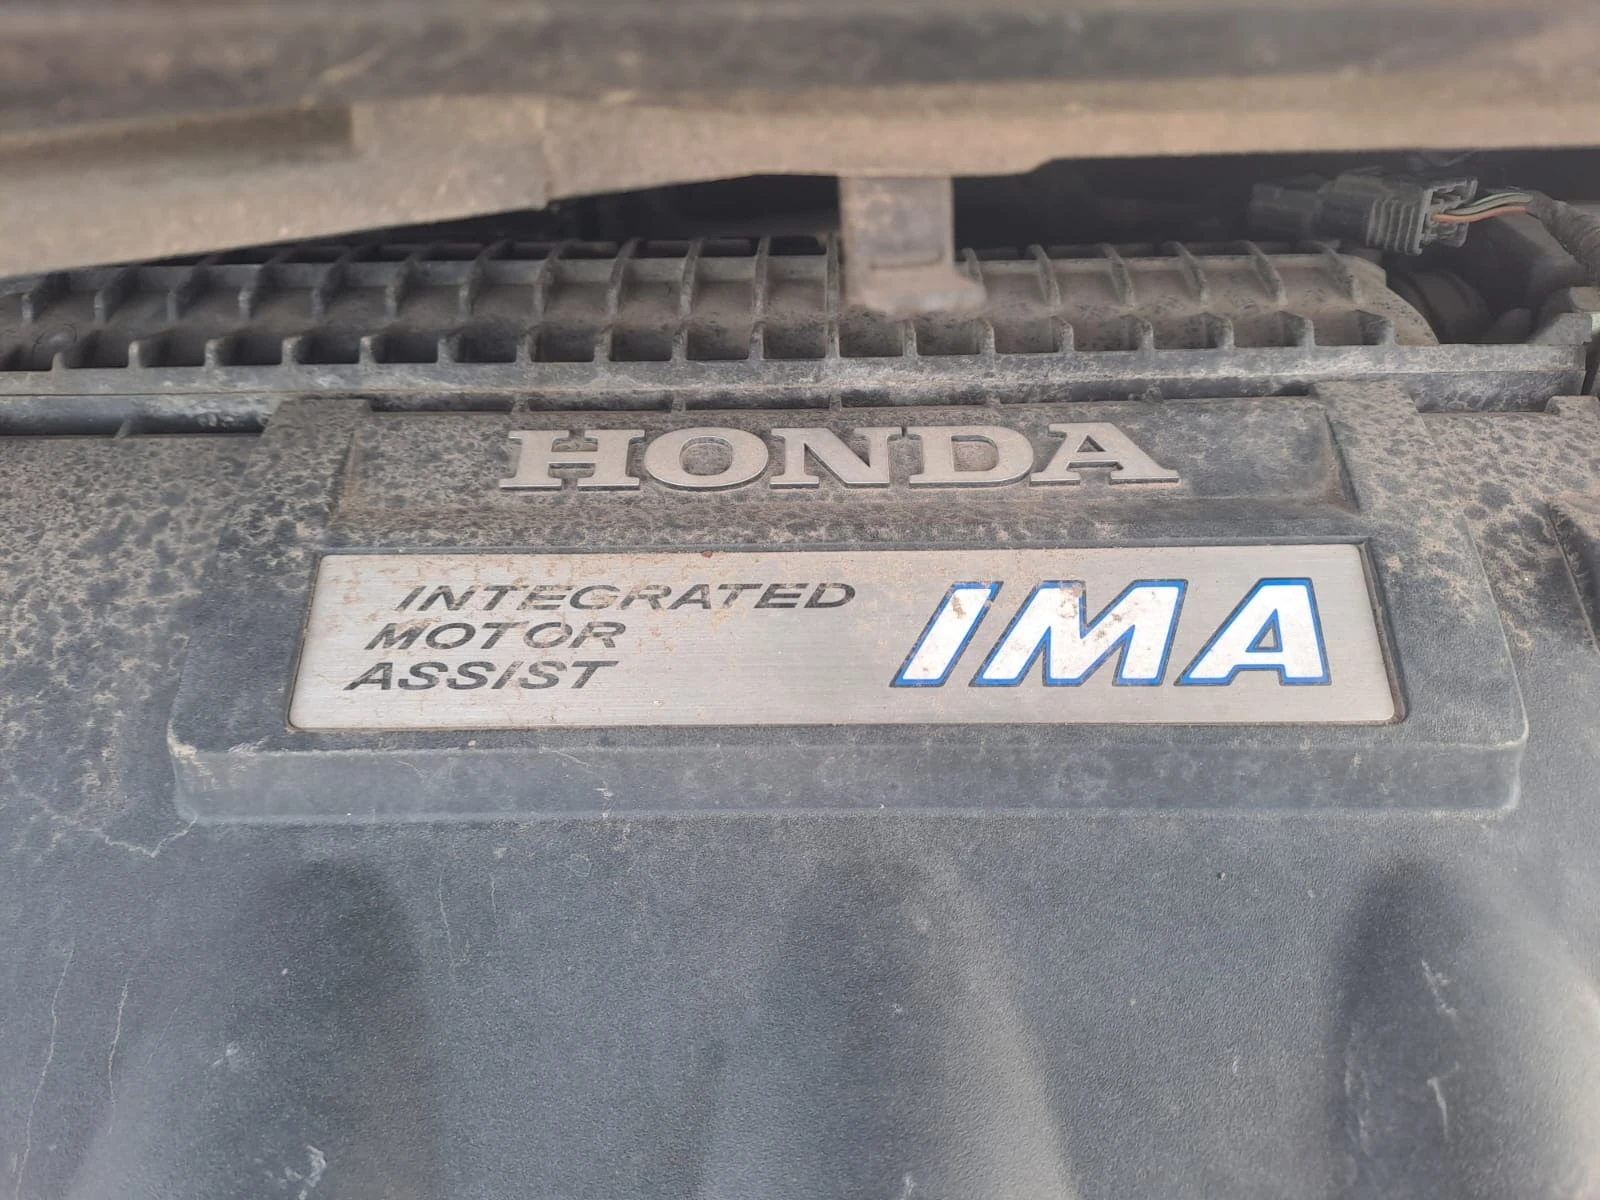 HONDA
INTEGRATED
MOTOR
ASSIST
IMA